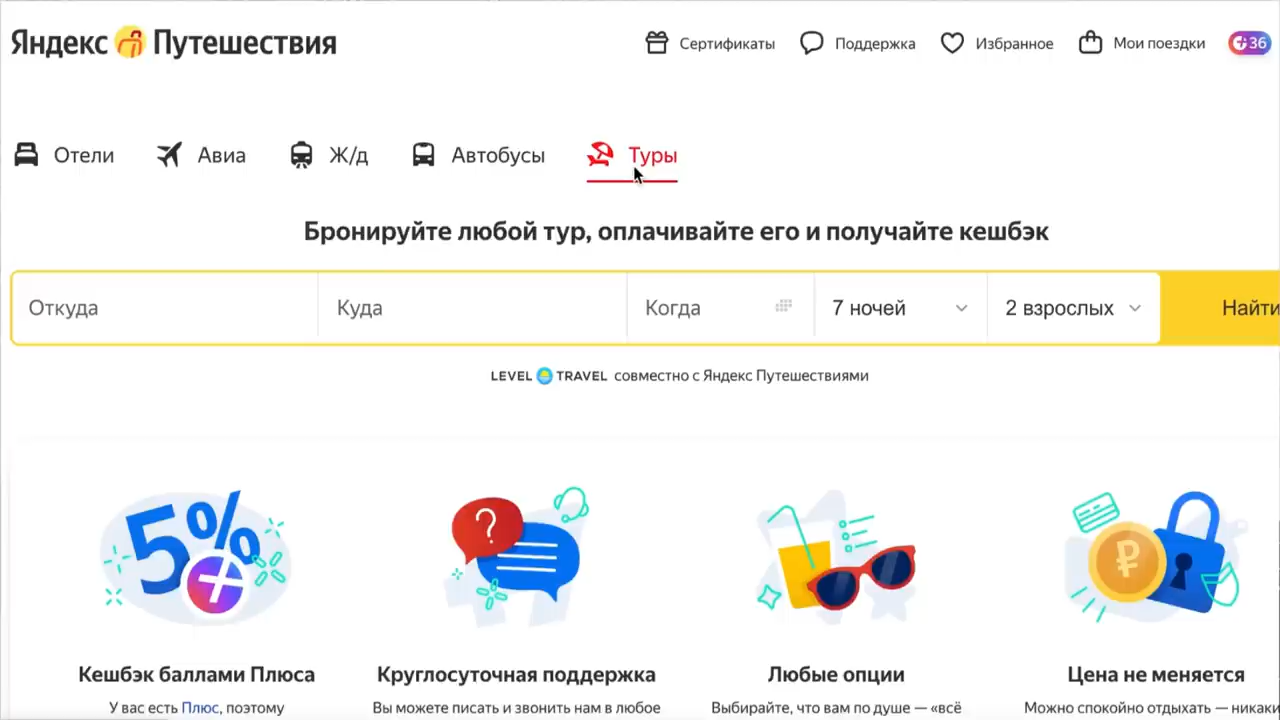 Яндекс Путешествия
Сертификаты
Поддержка
Избранное
Мои поездки
36
Отели
Авиа
Ж/д
Автобусы
Туры
Бронируйте любой тур, оплачивайте его и получайте кешбэк
Откуда
Куда
Когда
7 ночей
2 взрослых
Найти
LEVEL TRAVEL совместно с Яндекс Путешествиями
5%
?
₽
Кешбэк баллами Плюса
У вас есть Плюс, поэтому
Круглосуточная поддержка
Вы можете писать и звонить нам в любое
Любые опции
Выбирайте, что вам по душе — «всё
Цена не меняется
Можно спокойно отдыхать — никаки